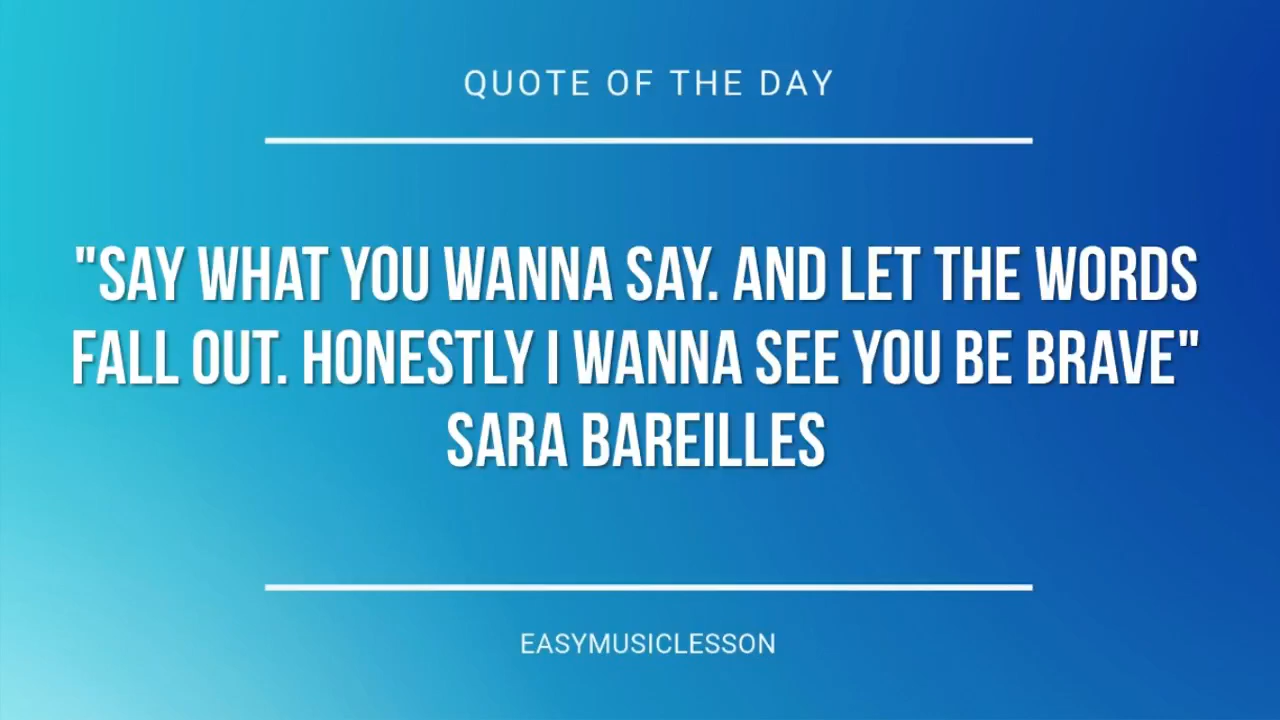 QUOTE OF THE DAY
"SAY WHAT YOU WANNA SAY. AND LET THE WORDS
FALL OUT. HONESTLY I WANNA SEE YOU BE BRAVE"
SARA BAREILLES
EASYMUSICLESSON